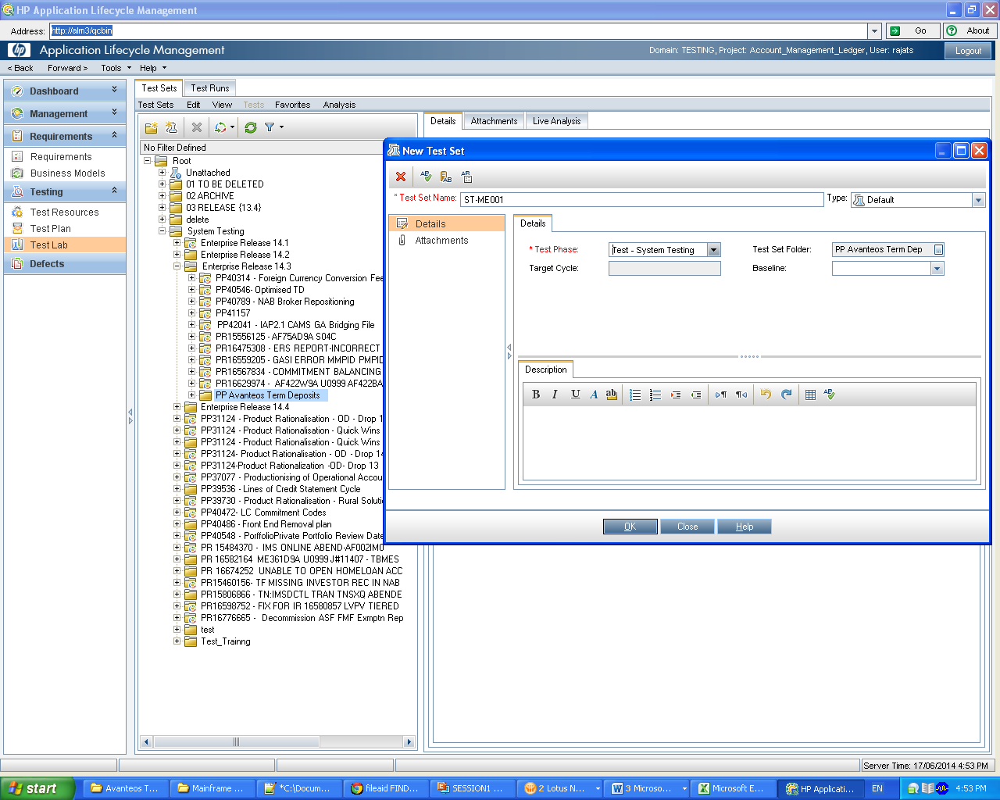 HP Application Lifecycle Management
Address: http://alm3/qcbin Go About
hp Application Lifecycle Management Domain: TESTING, Project: Account_Management_Ledger, User: rajats Logout
< Back Forward > Tools Help
Dashboard
Management
Requirements
Requirements
Business Models
Testing
Test Resources
Test Plan
Test Lab
Defects
Test Sets Test Runs
Test Sets Edit View Tests Favorites Analysis
No Filter Defined
Root
Unattached
01 TO BE DELETED
02 ARCHIVE
03 RELEASE {13.4}
delete
System Testing
Enterprise Release 14.1
Enterprise Release 14.2
Enterprise Release 14.3
PP40314 - Foreign Currency Conversion Fee
PP40546- Optimised TD
PP40789 - NAB Broker Repositioning
PP41157
PP42041 - IAP2.1 CAMS GA Bridging File
PR15556125 - AF75AD9A S04C
PR16475308 - ERS REPORT-INCORRECT
PR16559205 - GASI ERROR MMPID PMPID
PR16567834 - COMMITMENT BALANCING
PR16629974 - AF422W9A U0999 AF422BA
PP Avanteos Term Deposits
Enterprise Release 14.4
PP31124 - Product Rationalisation - OD - Drop 1
PP31124 - Product Rationalisation - Quick Wins
PP31124 - Product Rationalisation - Quick Wins
PP31124- Product Rationalisation - OD - Drop 14
PP31124-Product Rationalization -OD- Drop 13
PP37077 - Productionising of Operational Accou
PP39536 - Lines of Credit Statement Cycle
PP39730 - Product Rationalisation - Rural Soluti
PP40472- LC Commitment Codes
PP40486 - Front End Removal plan
PP40548 - PorffolioPrivate Portfolio Review Date
PR 15484370 - IMS ONLINE ABEND-AF002IM0
PR 16582164 ME361D9A U0999 J#11407 - TBMES
PR 16674252 UNABLE TO OPEN HOMELOAN ACC
PR15460156- TF MISSING INVESTOR REC IN NAB
PR15806866 - TN:IMSDCTL TRAN TNSXQ ABENDE
PR16598752 - FIX FOR IR 16580857 LVPV TIERED
PR16776665 - Decommission ASF FMF Exmptn Rep
test
Test_Trainng
Details Attachments Live Analysis
New Test Set
* Test Set Name: ST-ME001 Type: Default
Details
Attachments
Details
* Test Phase: Test - System Testing Test Set Folder: PP Avanteos Term Dep
Target Cycle: Baseline:
Description
B I U A ab
OK Close Help
Server Time: 17/06/2014 4:53 PM
start Avanteos T... Mainframe ... *C:\Docum... fileaid FIND... SESSION1 ... 2 Lotus N... 3 Microso... Microsoft E... HP Applicati... EN 4:53 PM